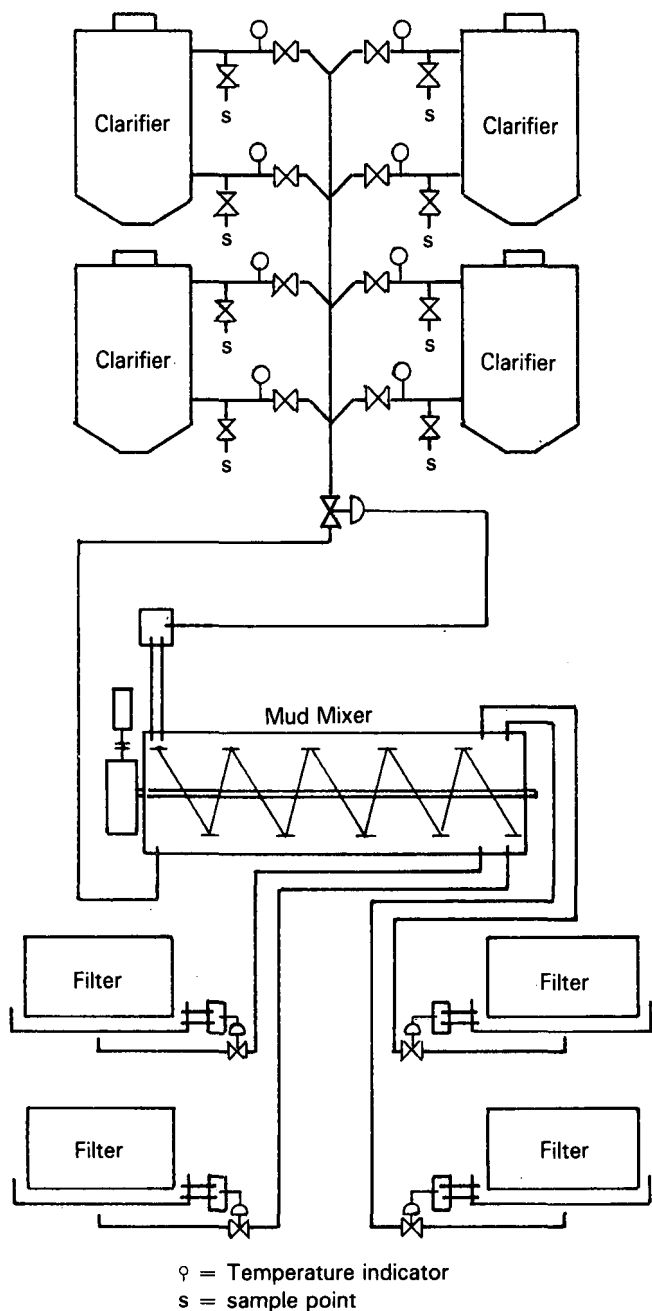 Clarifier
Clarifier
S
S
S
S
Clarifier
Clarifier
S
S
S
S
Mud Mixer
Filter
Filter
Filter
Filter
= Temperature indicator
s = sample point